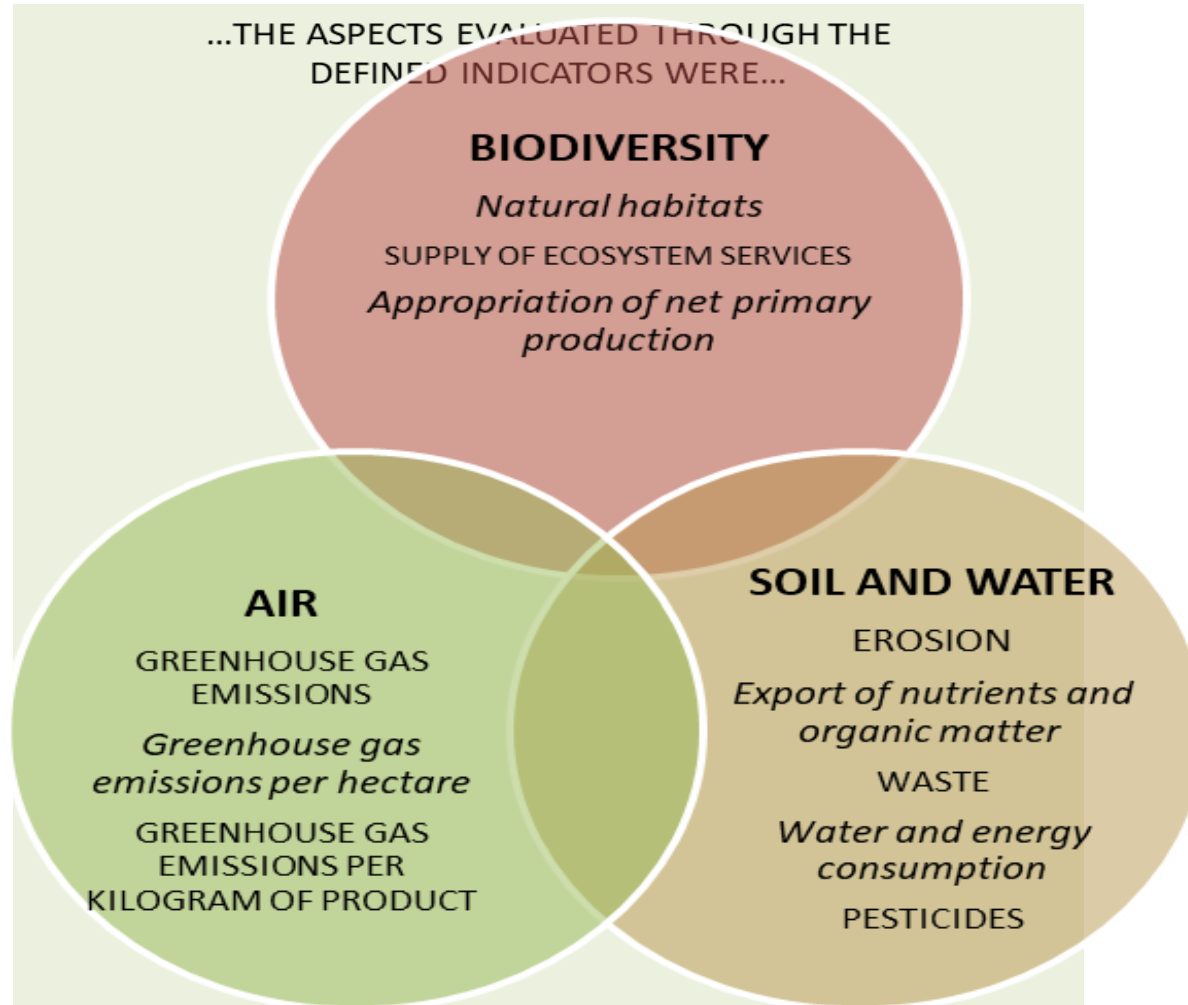 ...THE ASPECTS EVALUATED THROUGH THE
DEFINED INDICATORS WERE...
BIODIVERSITY
Natural habitats
SUPPLY OF ECOSYSTEM SERVICES
Appropriation of net primary
production
AIR
GREENHOUSE GAS
EMISSIONS
Greenhouse gas
emissions per hectare
GREENHOUSE GAS
EMISSIONS PER
KILOGRAM OF PRODUCT
SOIL AND WATER
EROSION
Export of nutrients and
organic matter
WASTE
Water and energy
consumption
PESTICIDES